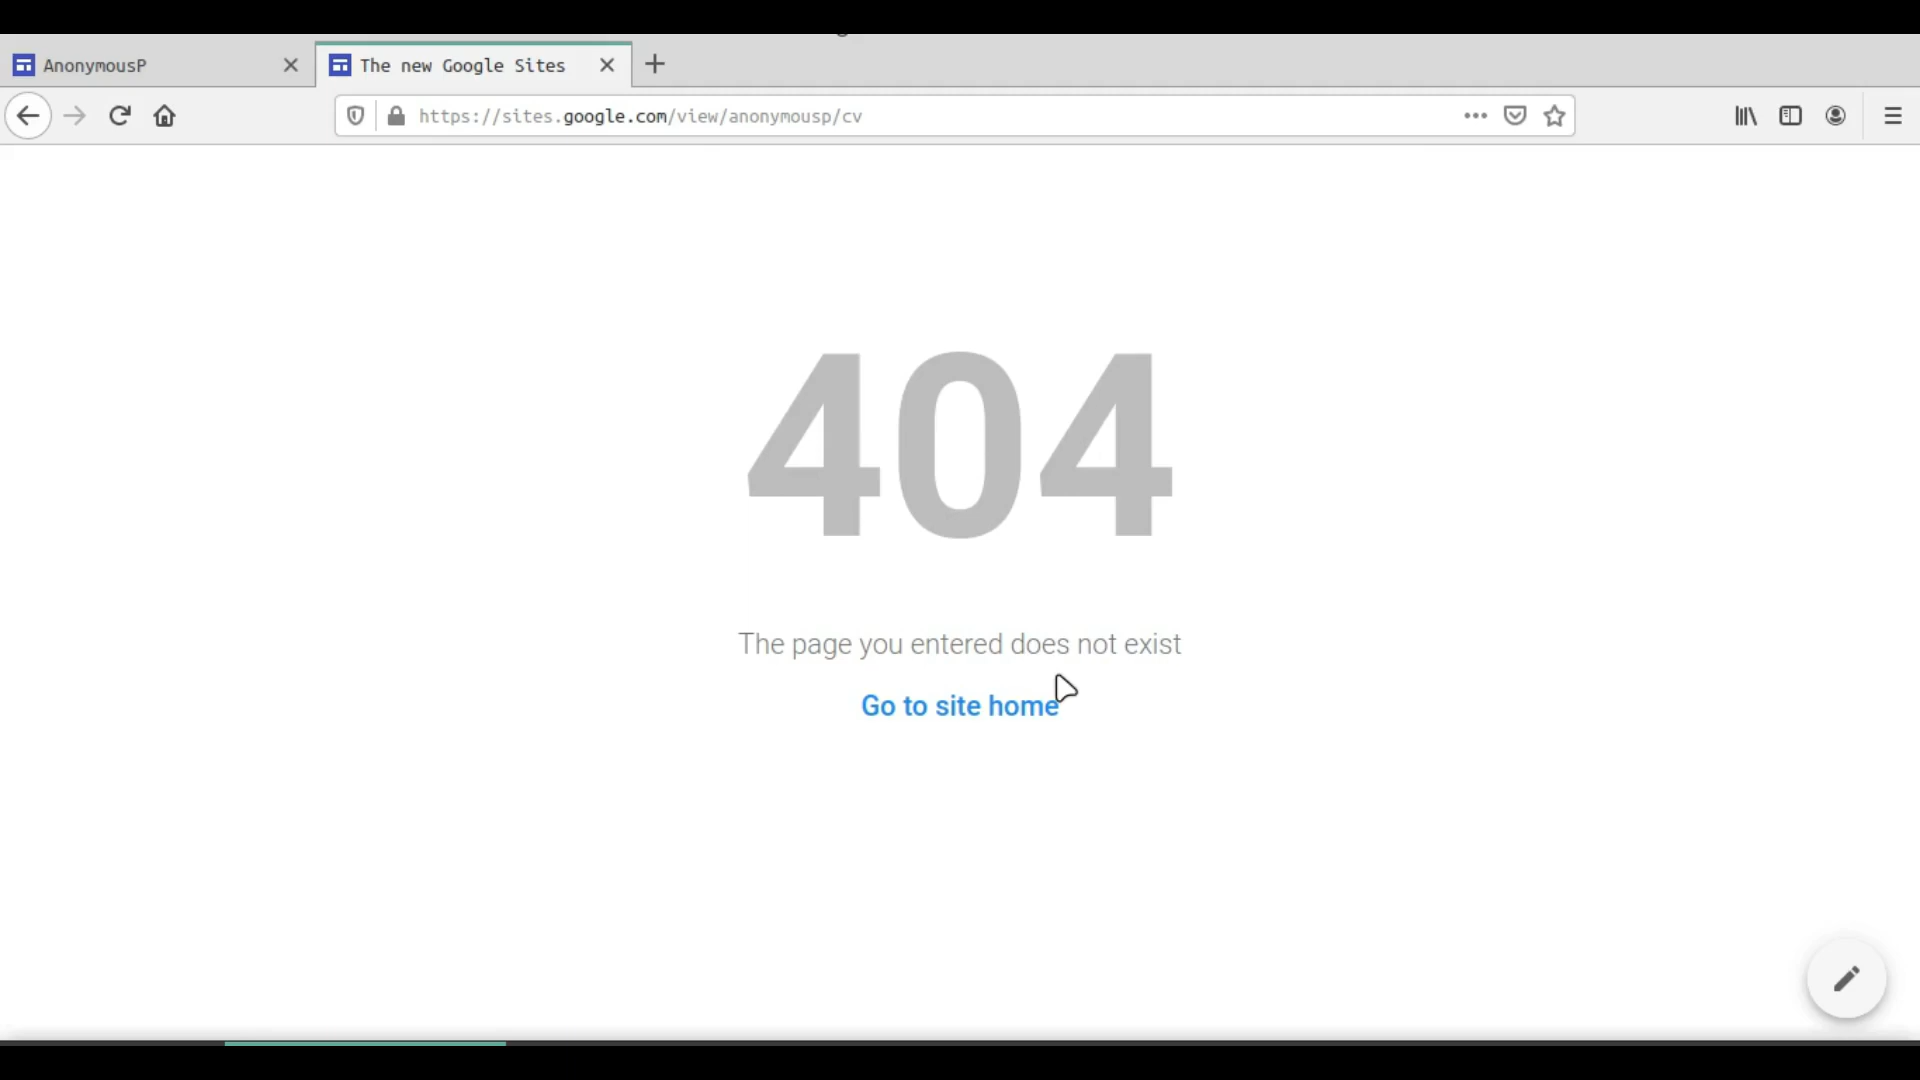 AnonymousP
The new Google Sites
https://sites.google.com/view/anonymousp/cv
404
The page you entered does not exist
Go to site home